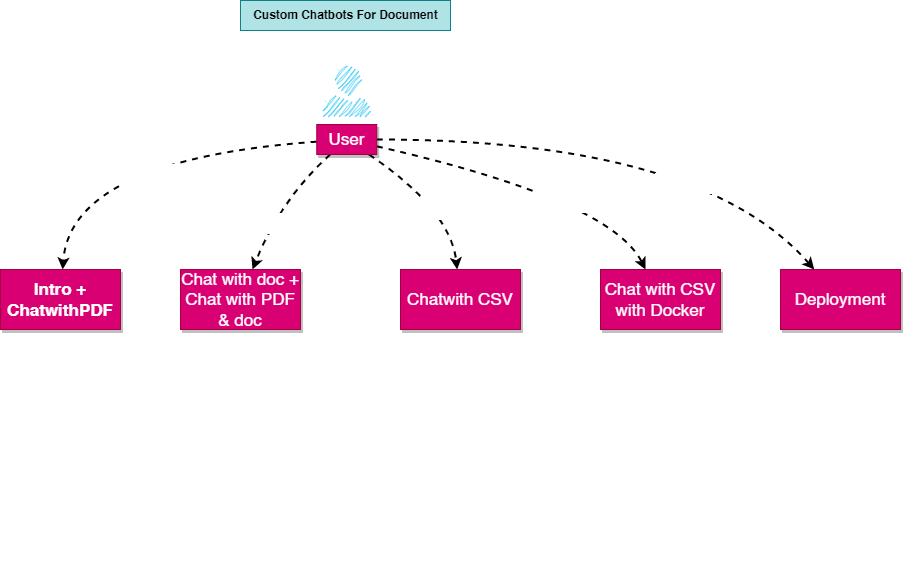 Custom Chatbots For Document
User
Intro +
ChatwithPDF
Chat with doc +
Chat with PDF
& doc
Chatwith CSV
Chat with CSV
with Docker
Deployment